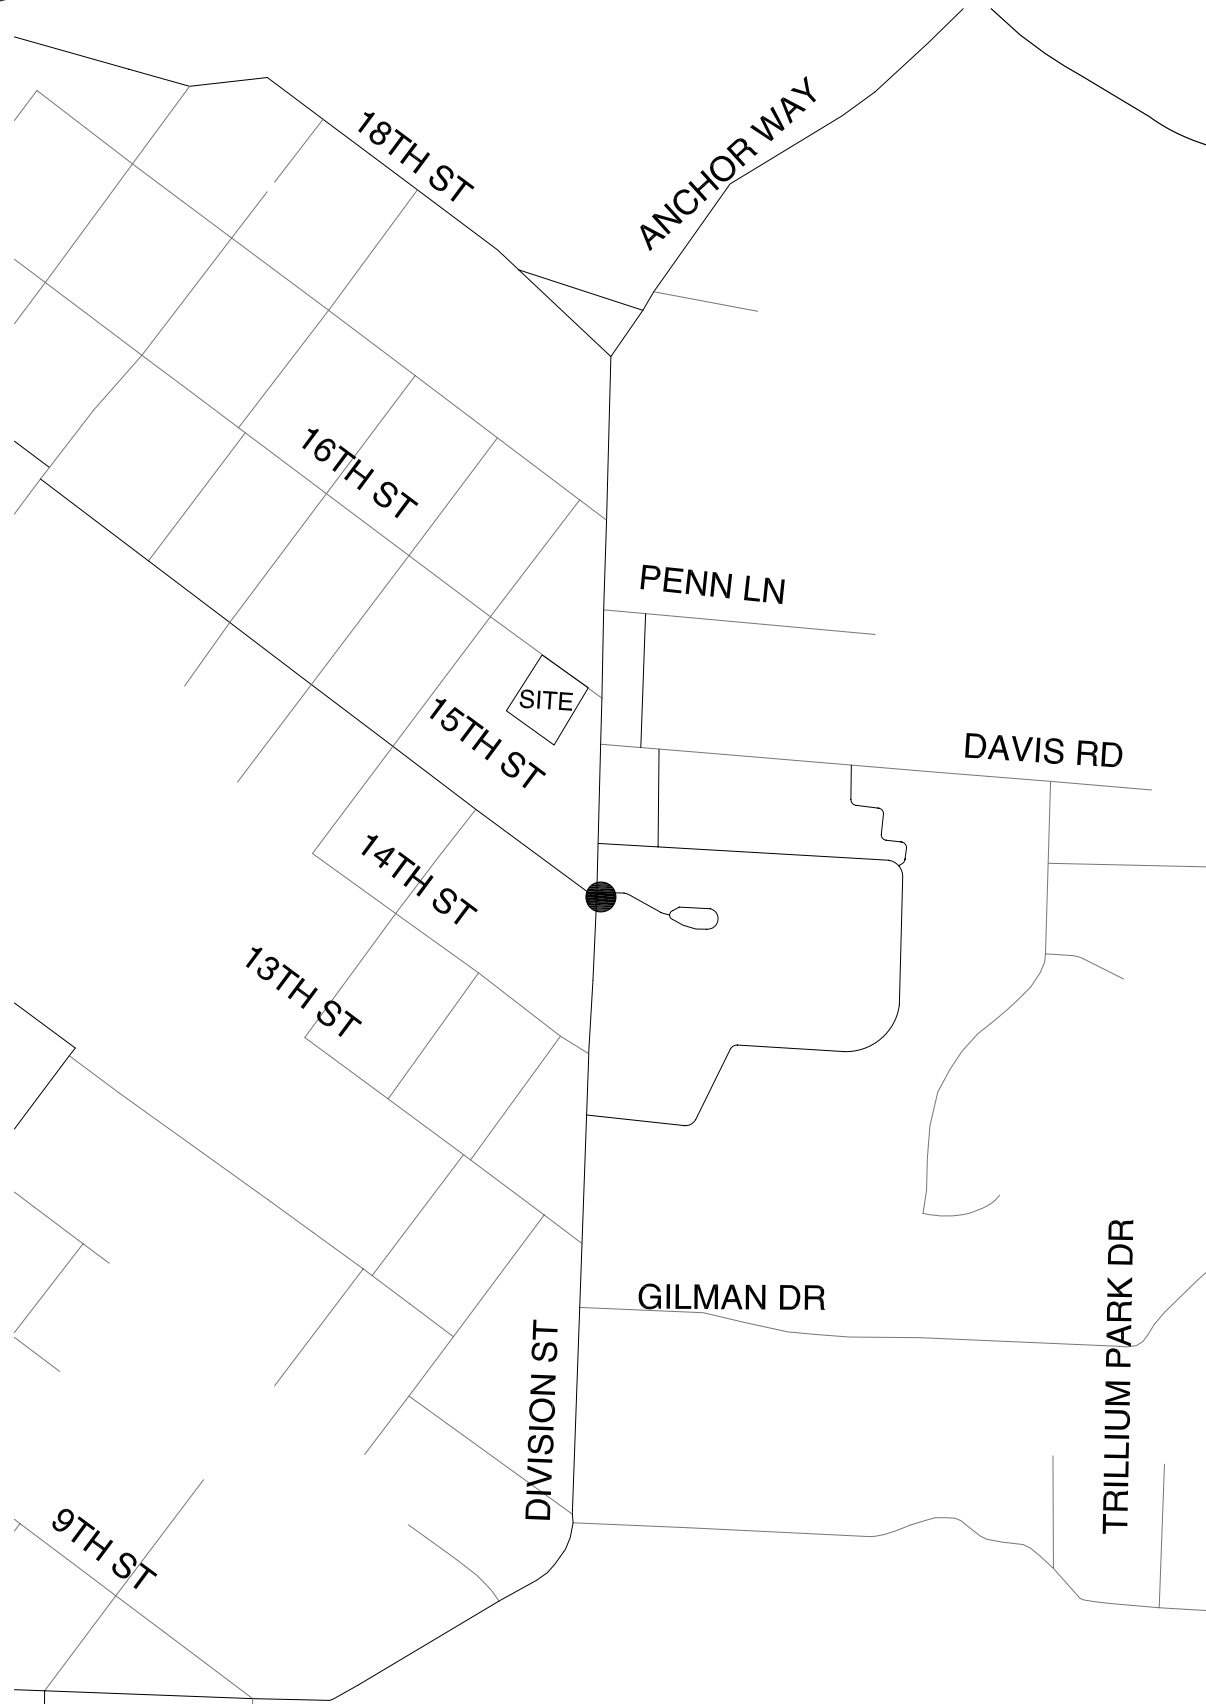 18TH ST
ANCHOR WAY
16TH ST
PENN LN
SITE
15TH ST
DAVIS RD
14TH ST
13TH ST
GILMAN DR
TRILLIUM PARK DR
DIVISION ST
9TH ST